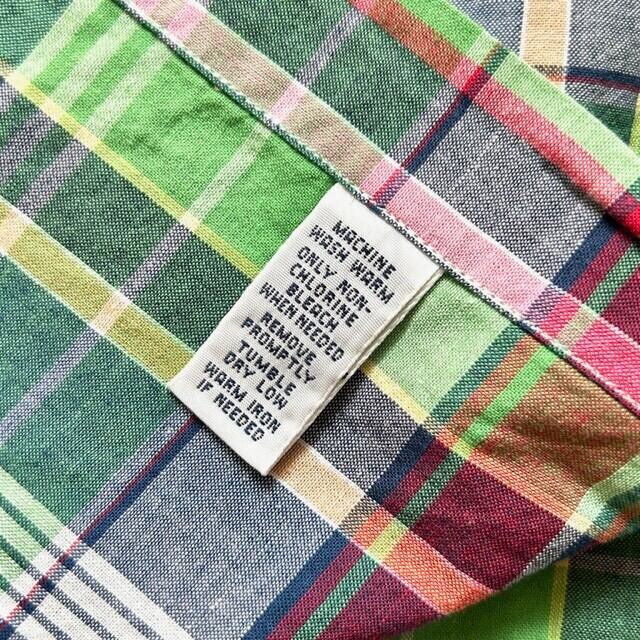 MACHINE
WASH WARM
ONLY NON-
CHLORINE
BLEACH
WHEN NEEDED
REMOVE
PROMPTLY
TUMBLE
DRY LOW
WARM IRON
IF NEEDED